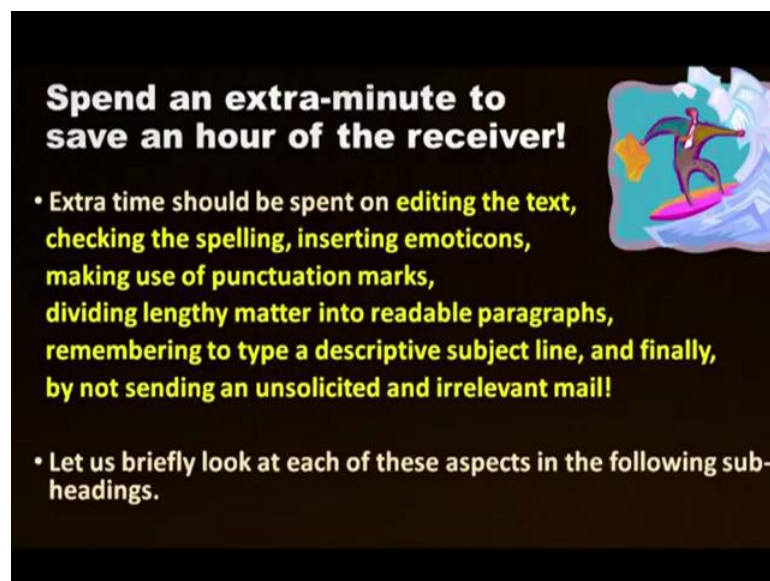 Spend an extra-minute to
save an hour of the receiver!
• Extra time should be spent on editing the text,
checking the spelling, inserting emoticons,
making use of punctuation marks,
dividing lengthy matter into readable paragraphs,
remembering to type a descriptive subject line, and finally,
by not sending an unsolicited and irrelevant mail!
• Let us briefly look at each of these aspects in the following sub-
headings.